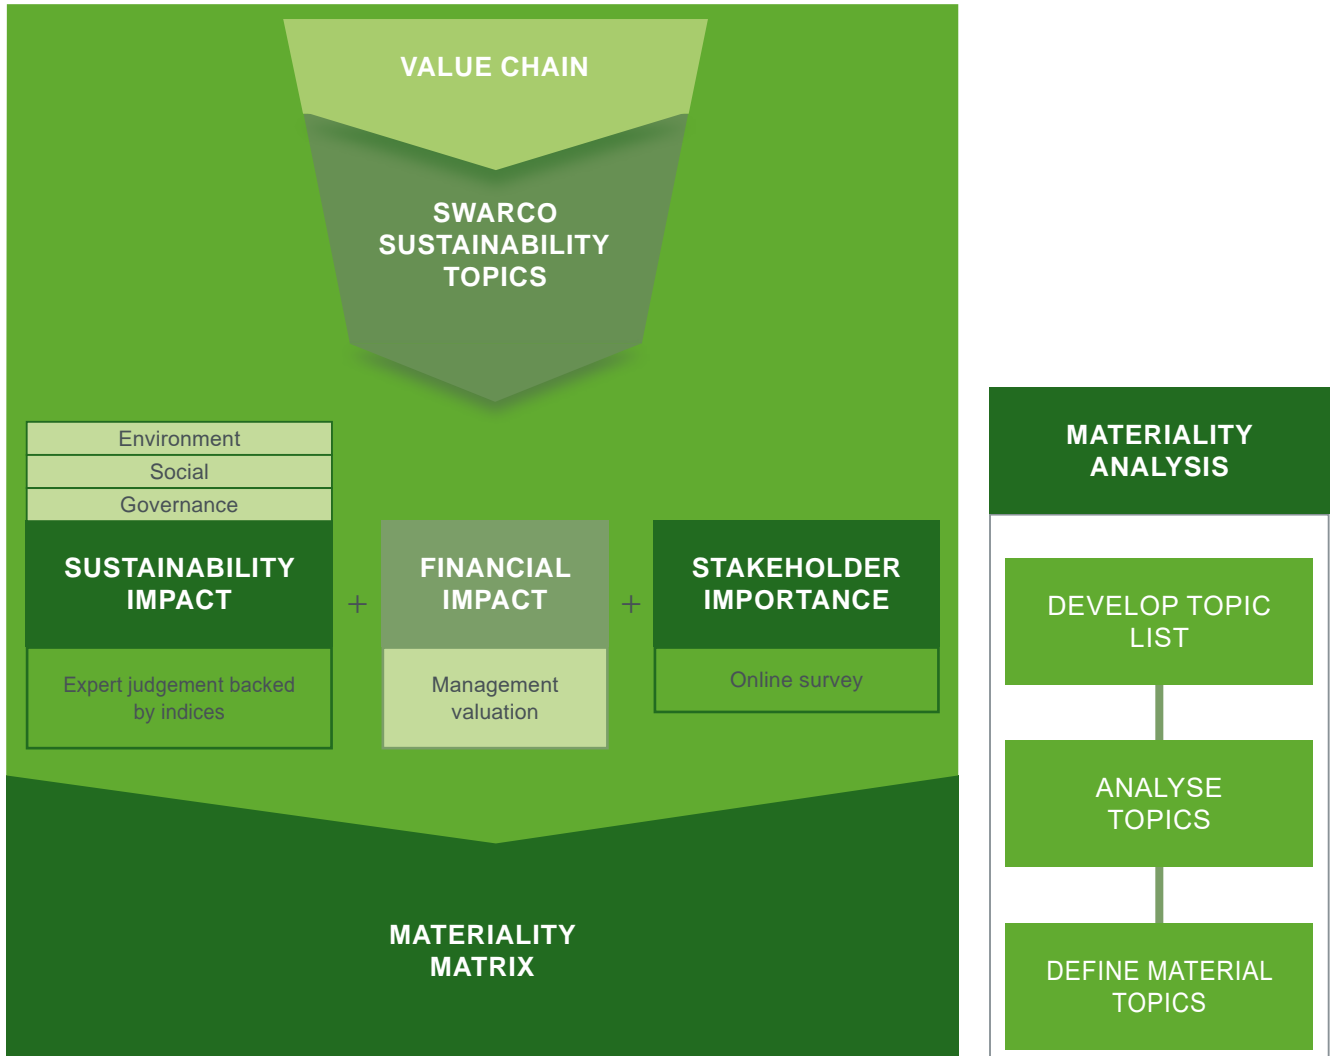 VALUE CHAIN
SWARCO
SUSTAINABILITY
TOPICS
Environment
Social
Governance
SUSTAINABILITY
IMPACT
Expert judgement backed
by indices
+
FINANCIAL
IMPACT
Management
valuation
+
STAKEHOLDER
IMPORTANCE
Online survey
MATERIALITY
MATRIX
MATERIALITY
ANALYSIS
DEVELOP TOPIC
LIST
ANALYSE
TOPICS
DEFINE MATERIAL
TOPICS